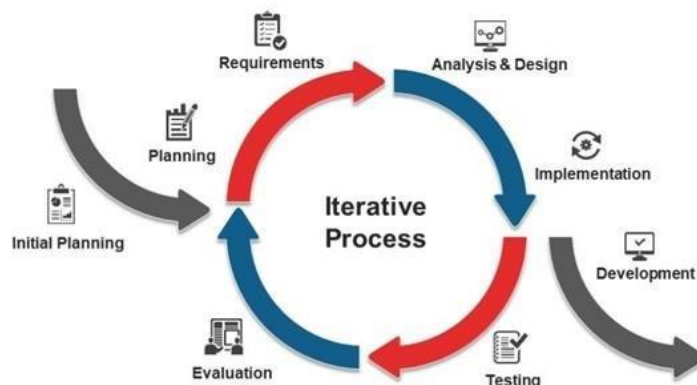 Requirements
Analysis & Design
Planning
Implementation
Iterative
Process
Initial Planning
Development
Evaluation
Testing